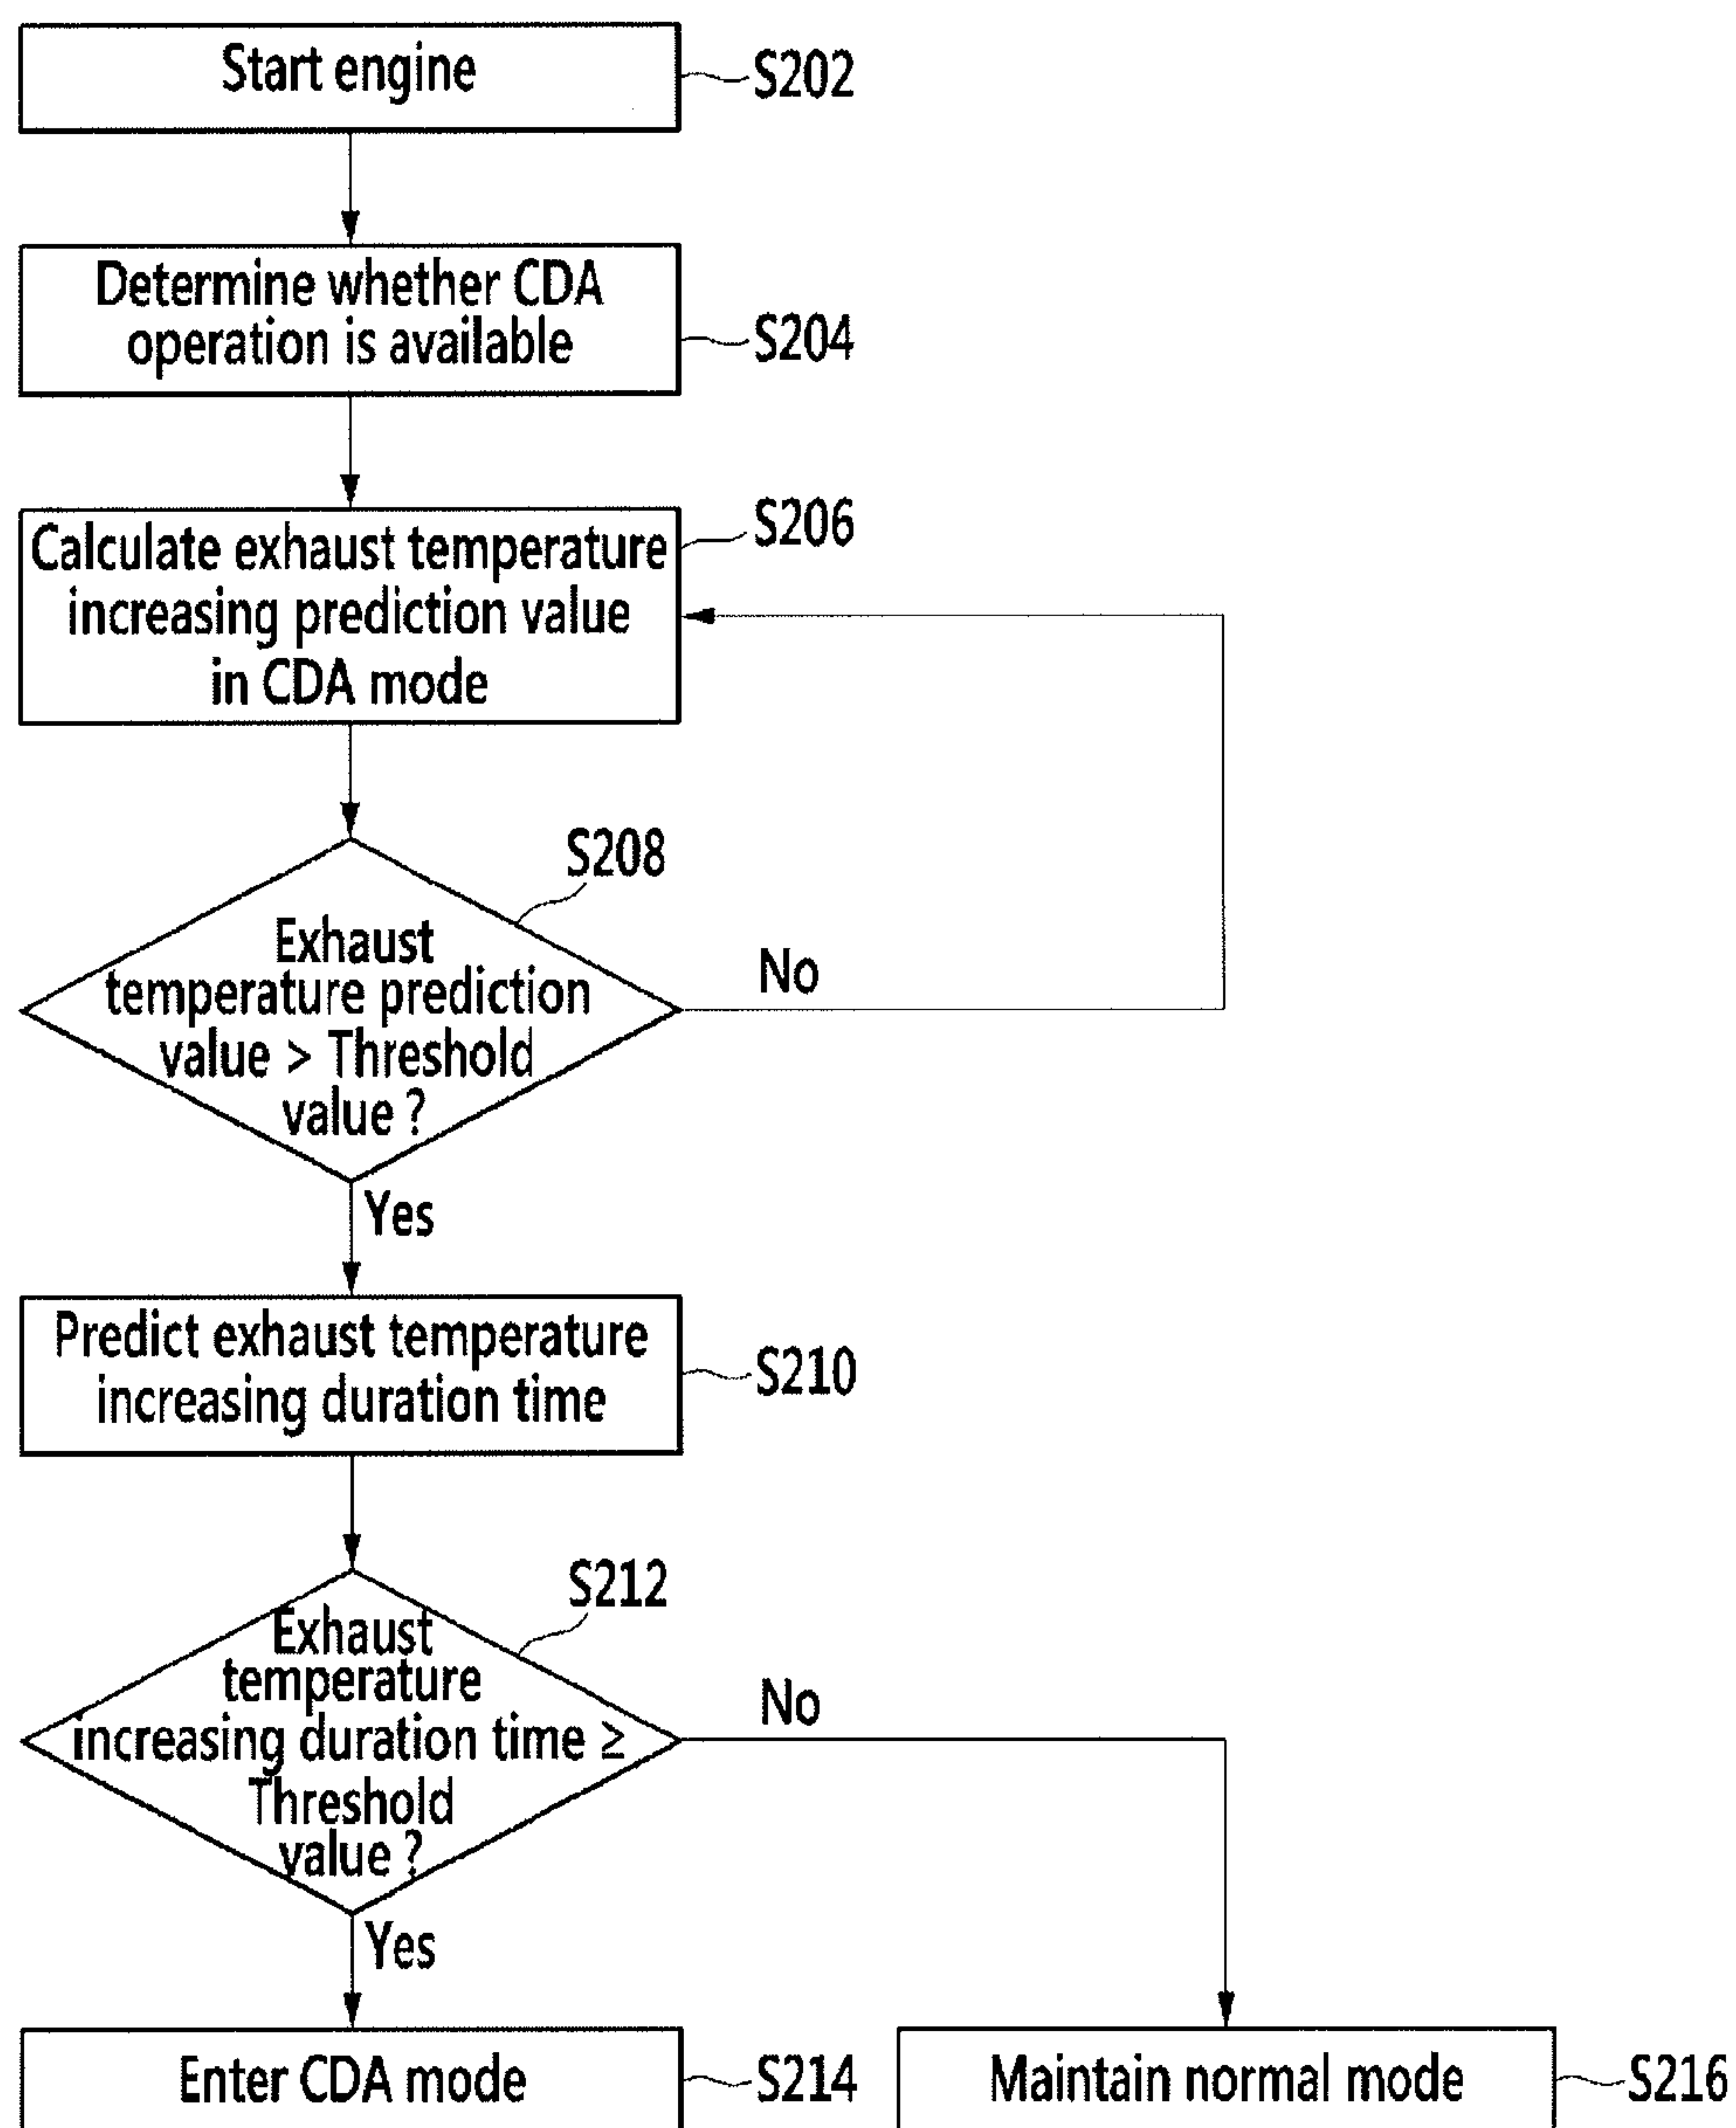 Start engine
S202
Determine whether CDA
operation is available
S204
S206
Calculate exhaust temperature
increasing prediction value
in CDA mode
S208
Exhaust
temperature prediction
value > Threshold
value ?
No
Yes
Predict exhaust temperature
increasing duration time
S210
S212
Exhaust
temperature
increasing duration time ≥
Threshold
value ?
No
Yes
Enter CDA mode
S214
Maintain normal mode
S216